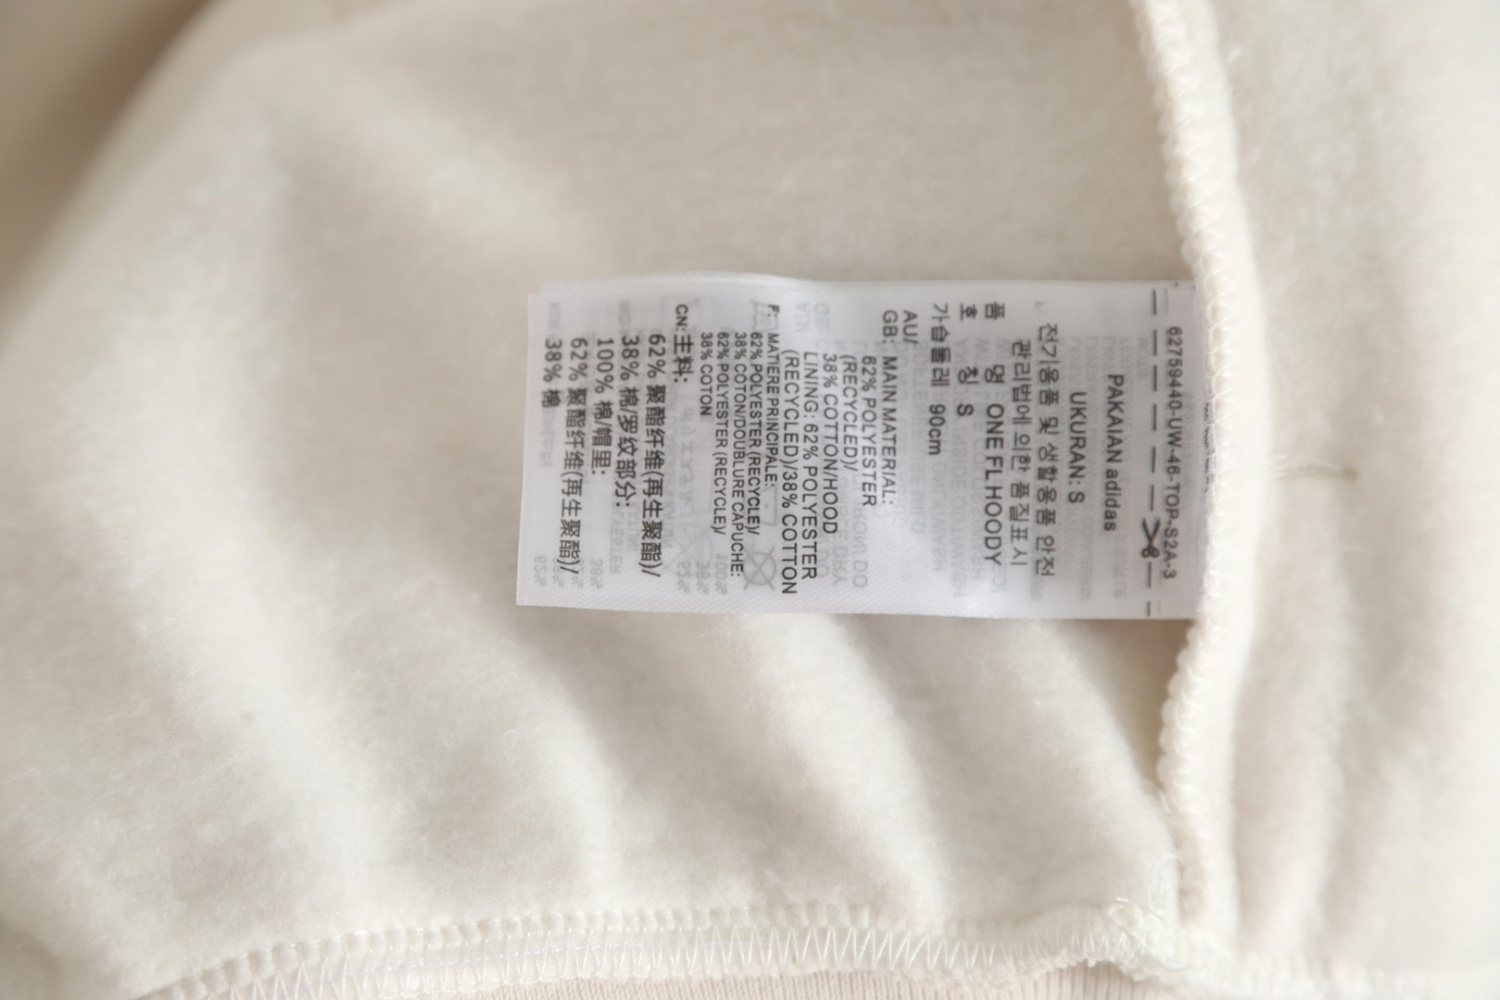 62759440-UW-46-TOP-S2A-3
PAKAIAN adidas
UKURAN: S
전기용품 및 생활용품 안전
관리법에 의한 품질표시
품 명 ONE FL HOODY
호 칭 S
가슴둘레 90cm
AU/
GB: MAIN MATERIAL:
62% POLYESTER
(RECYCLED)/
38% COTTON/HOOD
LINING: 62% POLYESTER
(RECYCLED)/38% COTTON
F: MATIERE PRINCIPALE:
62% POLYESTER (RECYCLE)/
38% COTON/DOUBLURE CAPUCHE:
62% POLYESTER (RECYCLE)/
38% COTON
CN: 主料:
62% 聚酯纤维(再生聚酯)/
38% 棉/罗纹部分:
100% 棉/帽里:
62% 聚酯纤维(再生聚酯)/
38% 棉